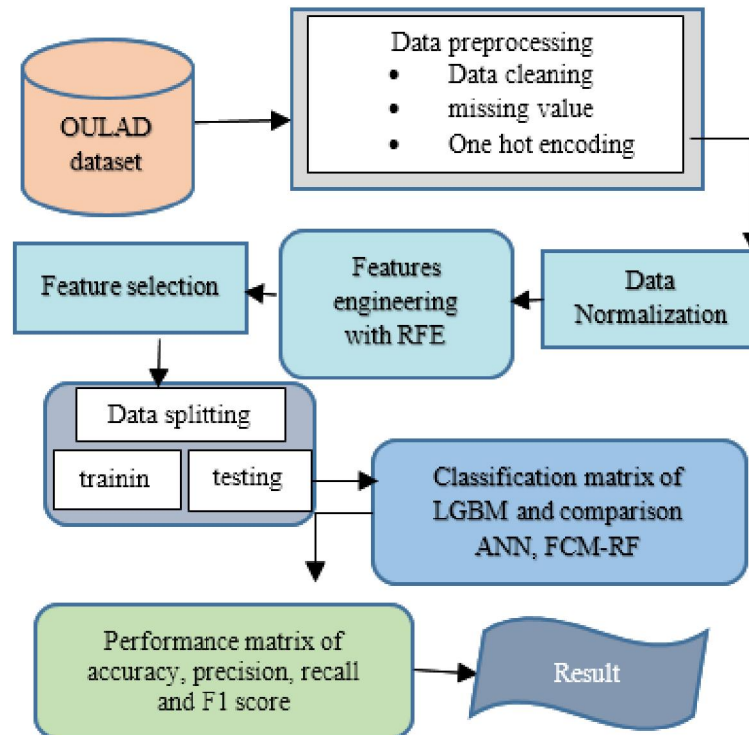 OULAD
dataset
Data preprocessing
• Data cleaning
• missing value
• One hot encoding
Data
Normalization
Features
engineering
with RFE
Feature selection
Data splitting
trainin
testing
Classification matrix of
LGBM and comparison
ANN, FCM-RF
Performance matrix of
accuracy, precision, recall
and F1 score
Result